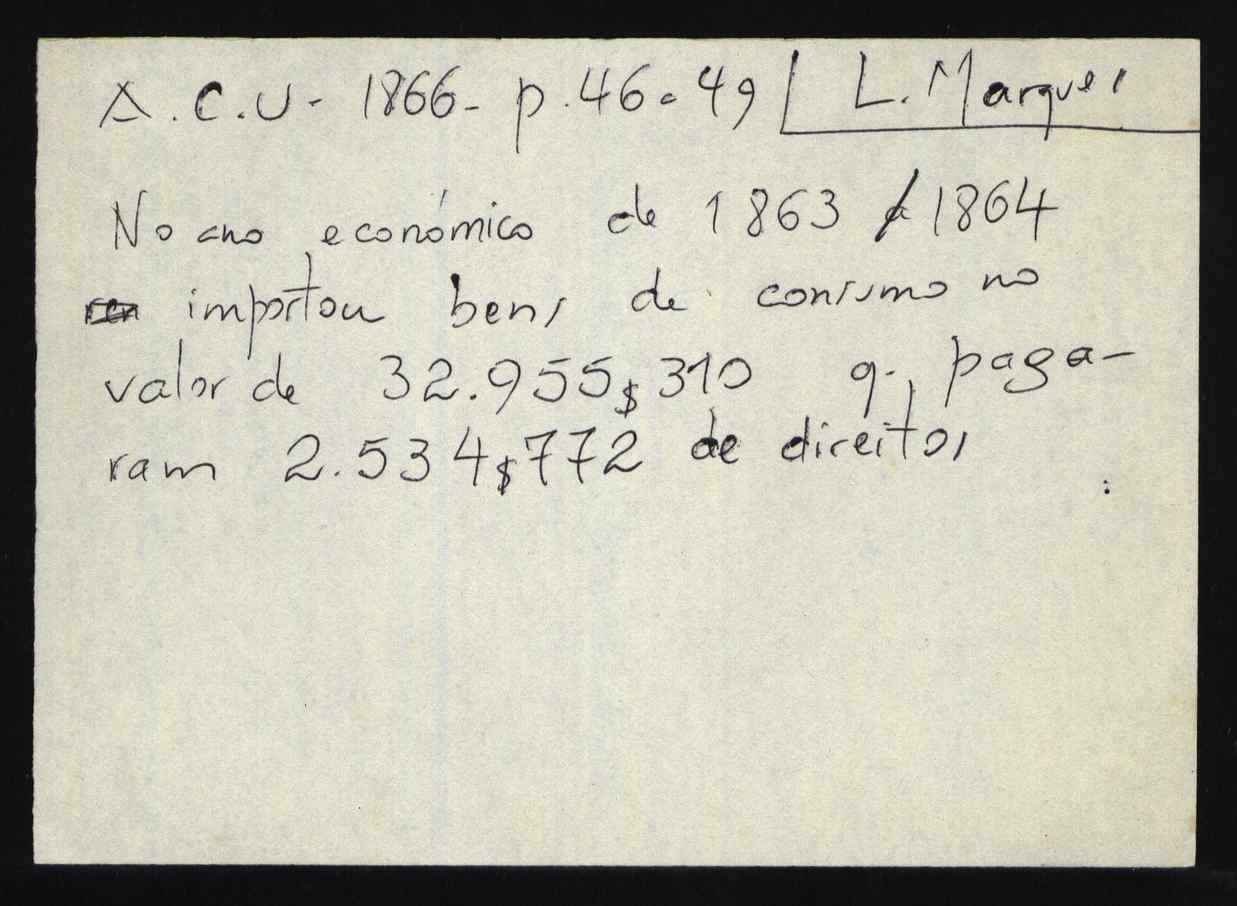 A.C.U - 1866 - p. 46 a 49 L. Marques
No ano económico de 1863 / 1864
importou bens de consumo no
valor de 32.955$310 q. paga-
ram 2.534$772 de direitos